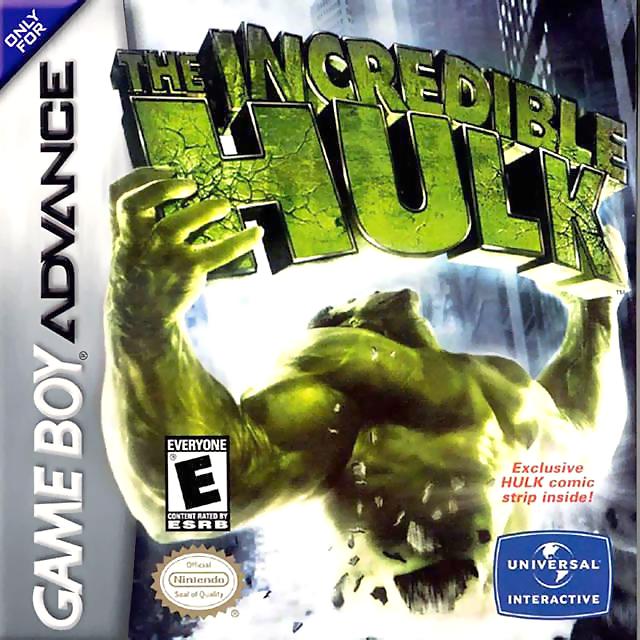 ONLY
FOR
GAME BOY ADVANCE
®
THE INCREDIBLE
HULK
™
EVERYONE
E
®
CONTENT RATED BY
ESRB
Official
Nintendo
Seal of Quality
®
Exclusive
HULK comic
strip inside!
UNIVERSAL
INTERACTIVE